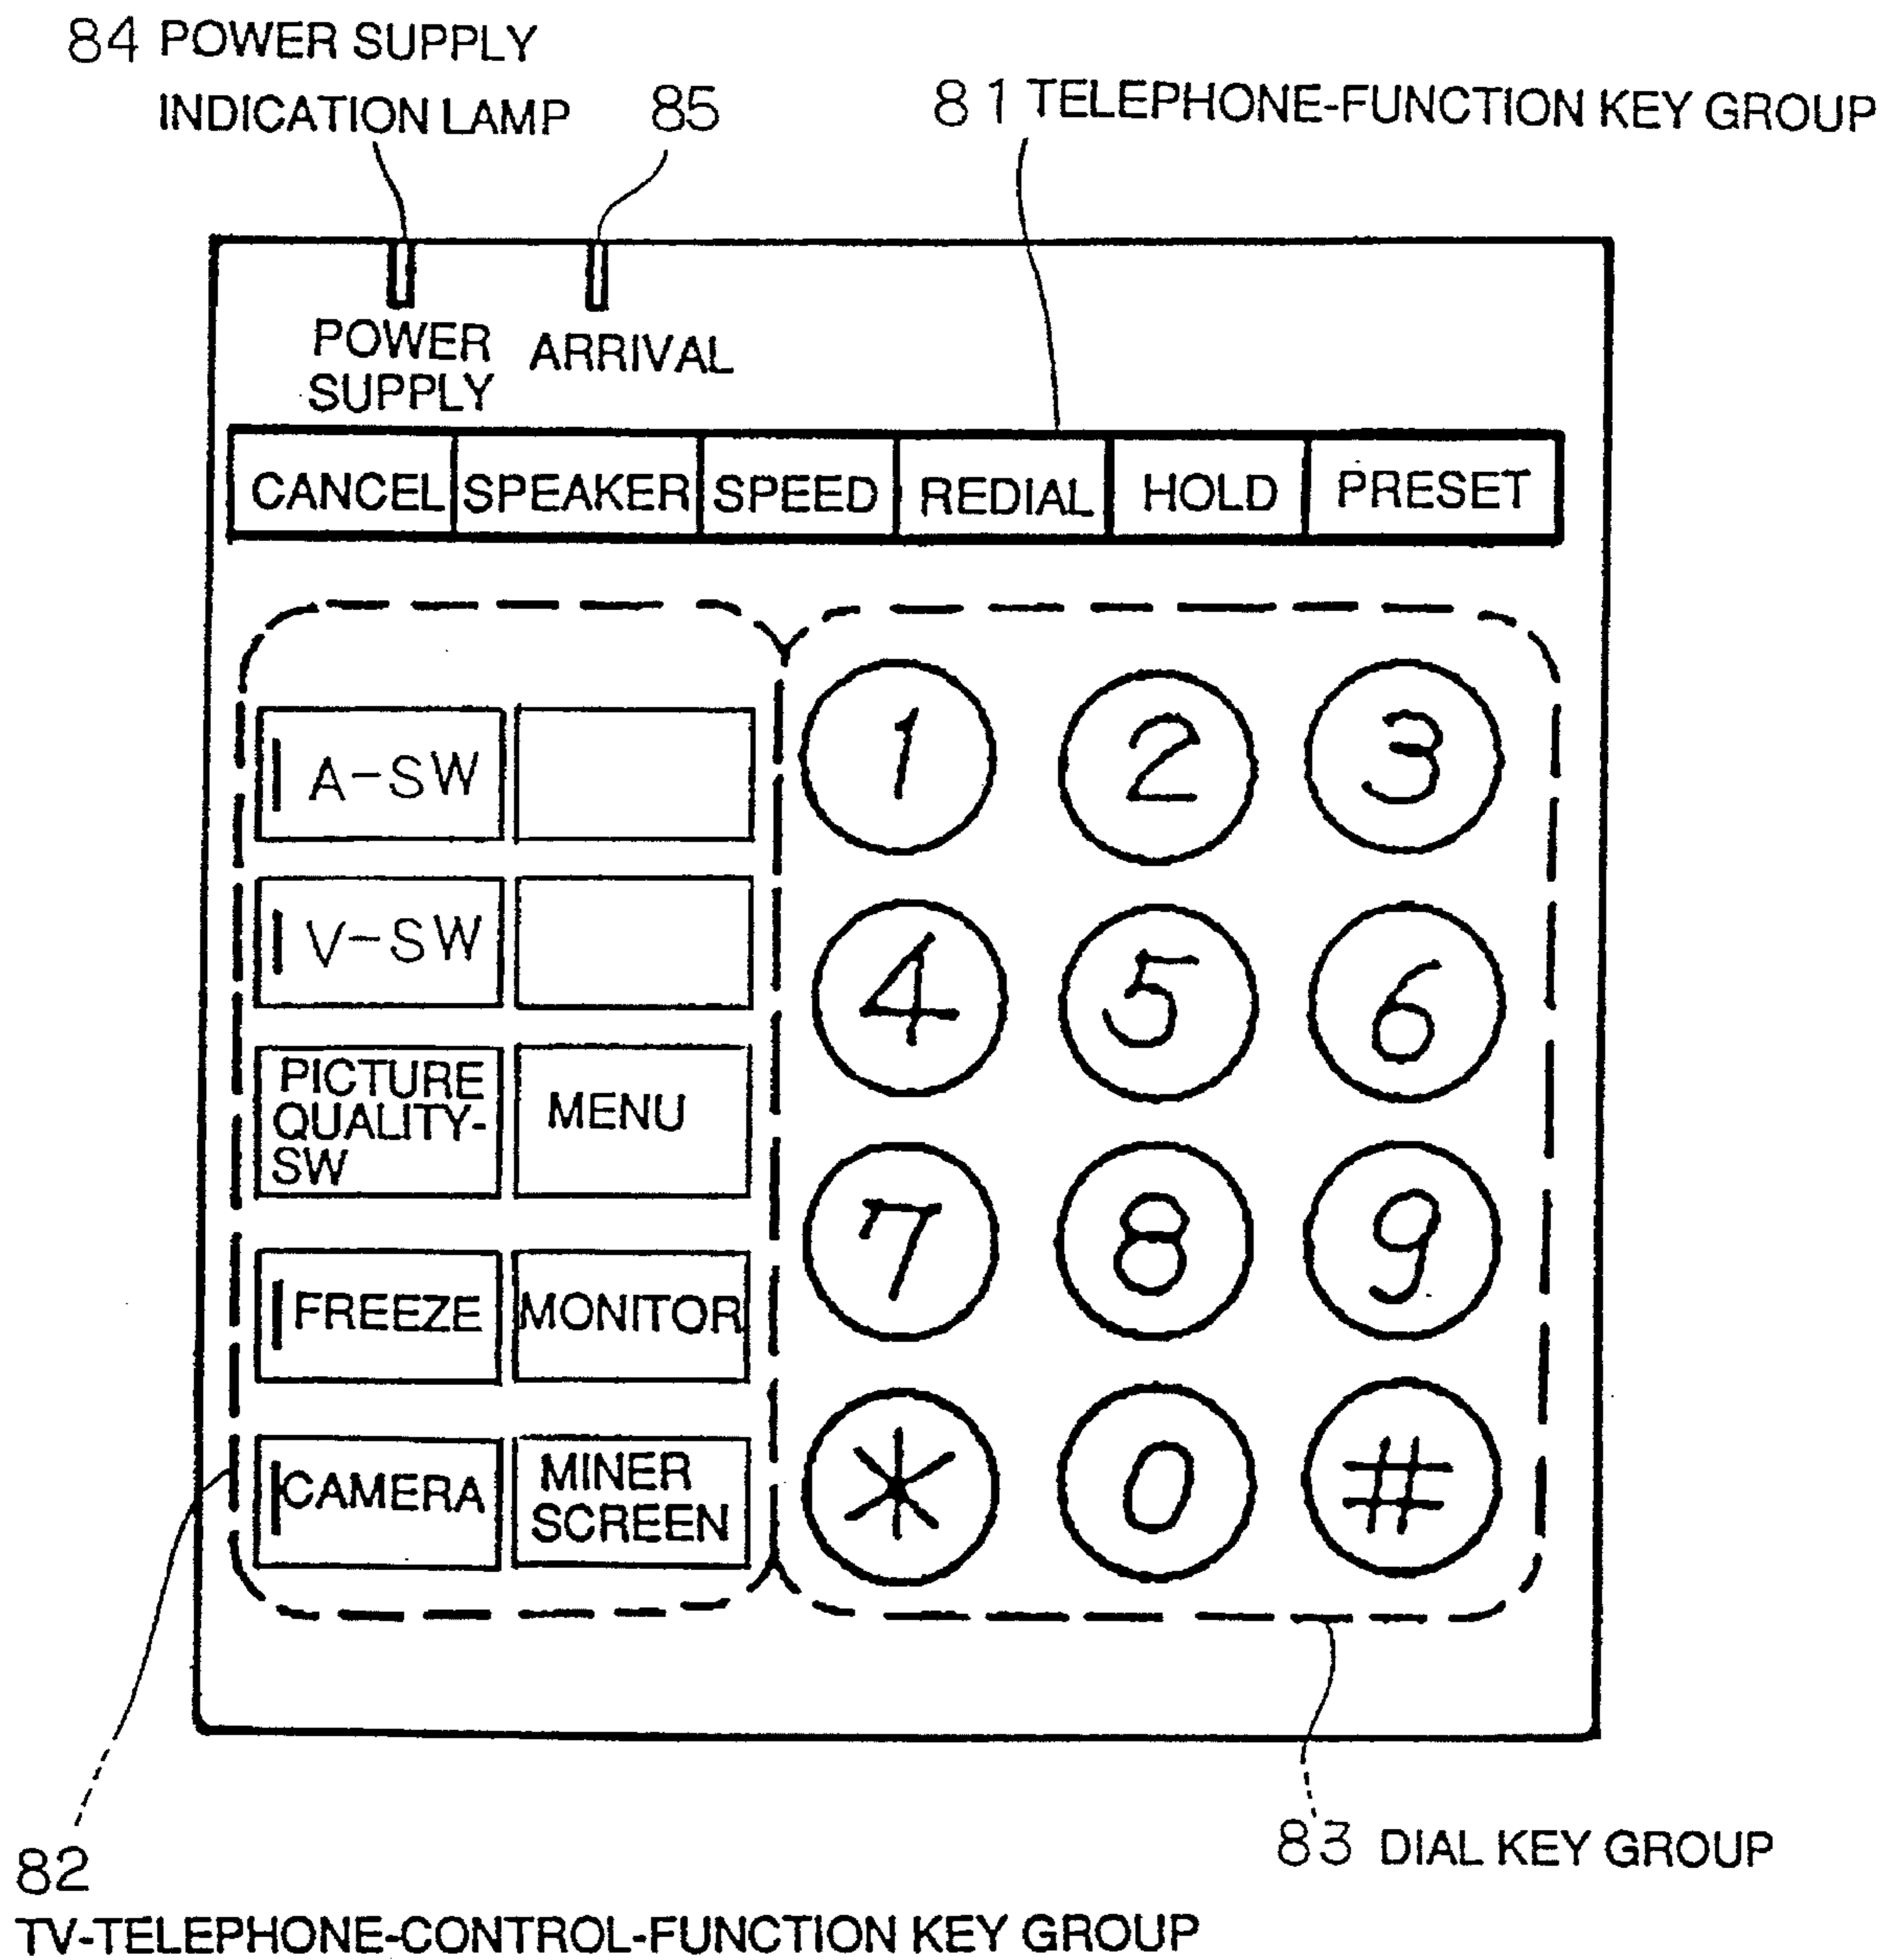 84 POWER SUPPLY
INDICATION LAMP
85
81 TELEPHONE-FUNCTION KEY GROUP
POWER
SUPPLY
ARRIVAL
CANCEL SPEAKER SPEED REDIAL HOLD PRESET
A-SW
1 2 3
V-SW
4 5 6
PICTURE
QUALITY-
SW
MENU
7 8 9
FREEZE MONITOR
CAMERA
MINER
SCREEN
* 0 #
83 DIAL KEY GROUP
82
TV-TELEPHONE-CONTROL-FUNCTION KEY GROUP